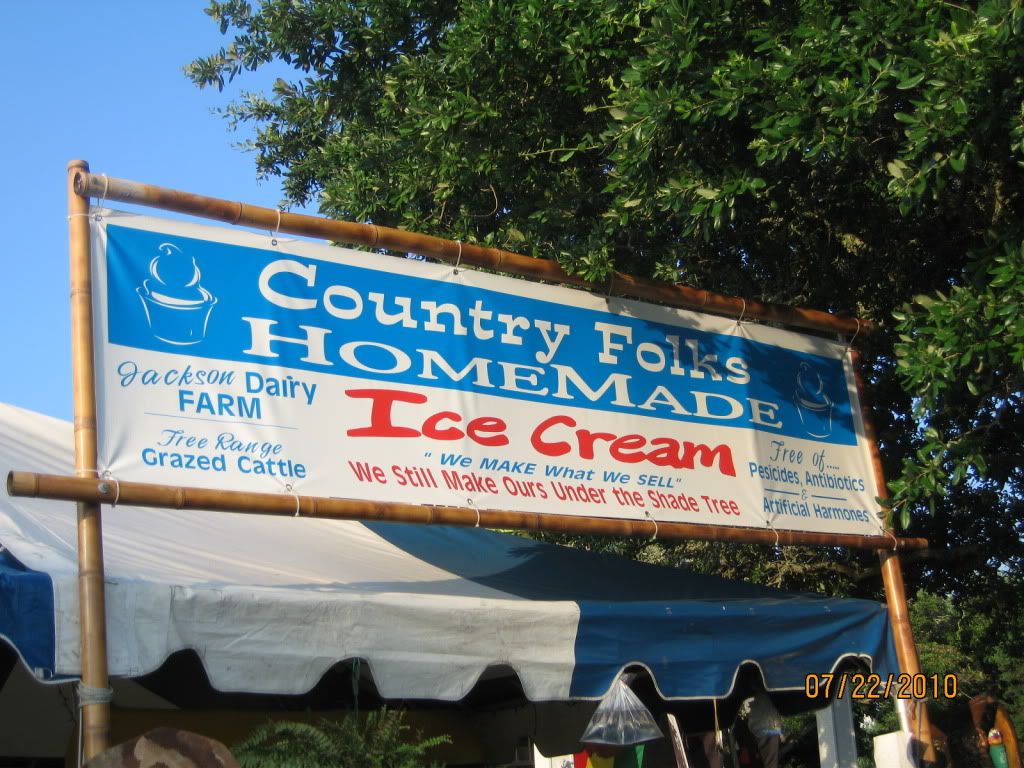 Country Folks
HOMEMADE
Jackson Dairy
FARM
Free Range
Grazed Cattle
Ice Cream
" We MAKE What We SELL"
We Still Make Ours Under the Shade Tree
Free of.....
Pesicides, Antibiotics
&
Artificial Harmones
07/22/2010